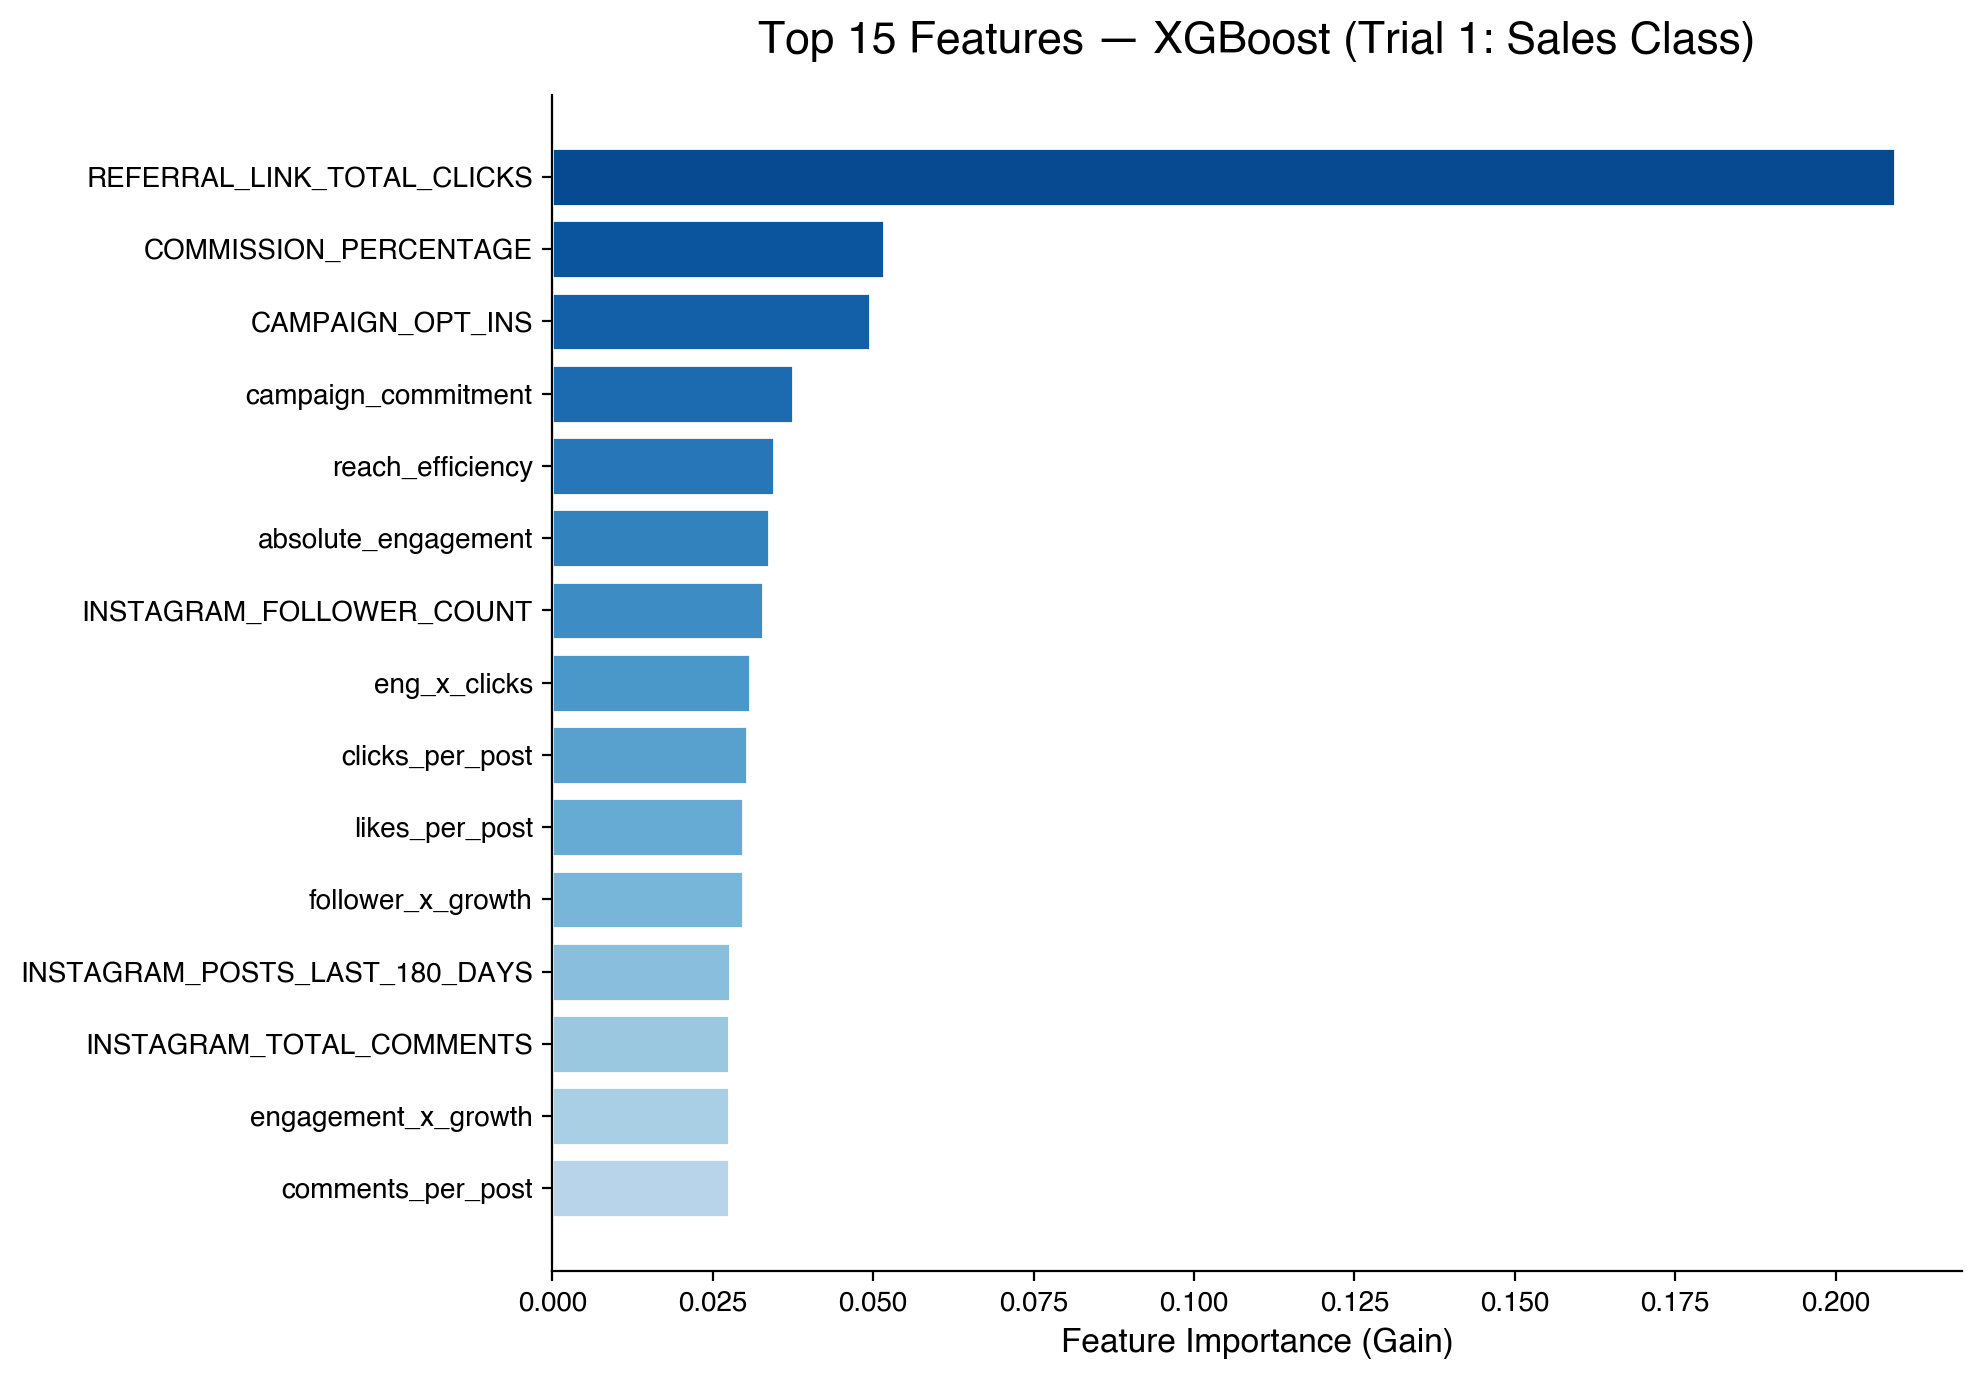 Top 15 Features — XGBoost (Trial 1: Sales Class)
REFERRAL_LINK_TOTAL_CLICKS
COMMISSION_PERCENTAGE
CAMPAIGN_OPT_INS
campaign_commitment
reach_efficiency
absolute_engagement
INSTAGRAM_FOLLOWER_COUNT
eng_x_clicks
clicks_per_post
likes_per_post
follower_x_growth
INSTAGRAM_POSTS_LAST_180_DAYS
INSTAGRAM_TOTAL_COMMENTS
engagement_x_growth
comments_per_post
0.000 0.025 0.050 0.075 0.100 0.125 0.150 0.175 0.200
Feature Importance (Gain)